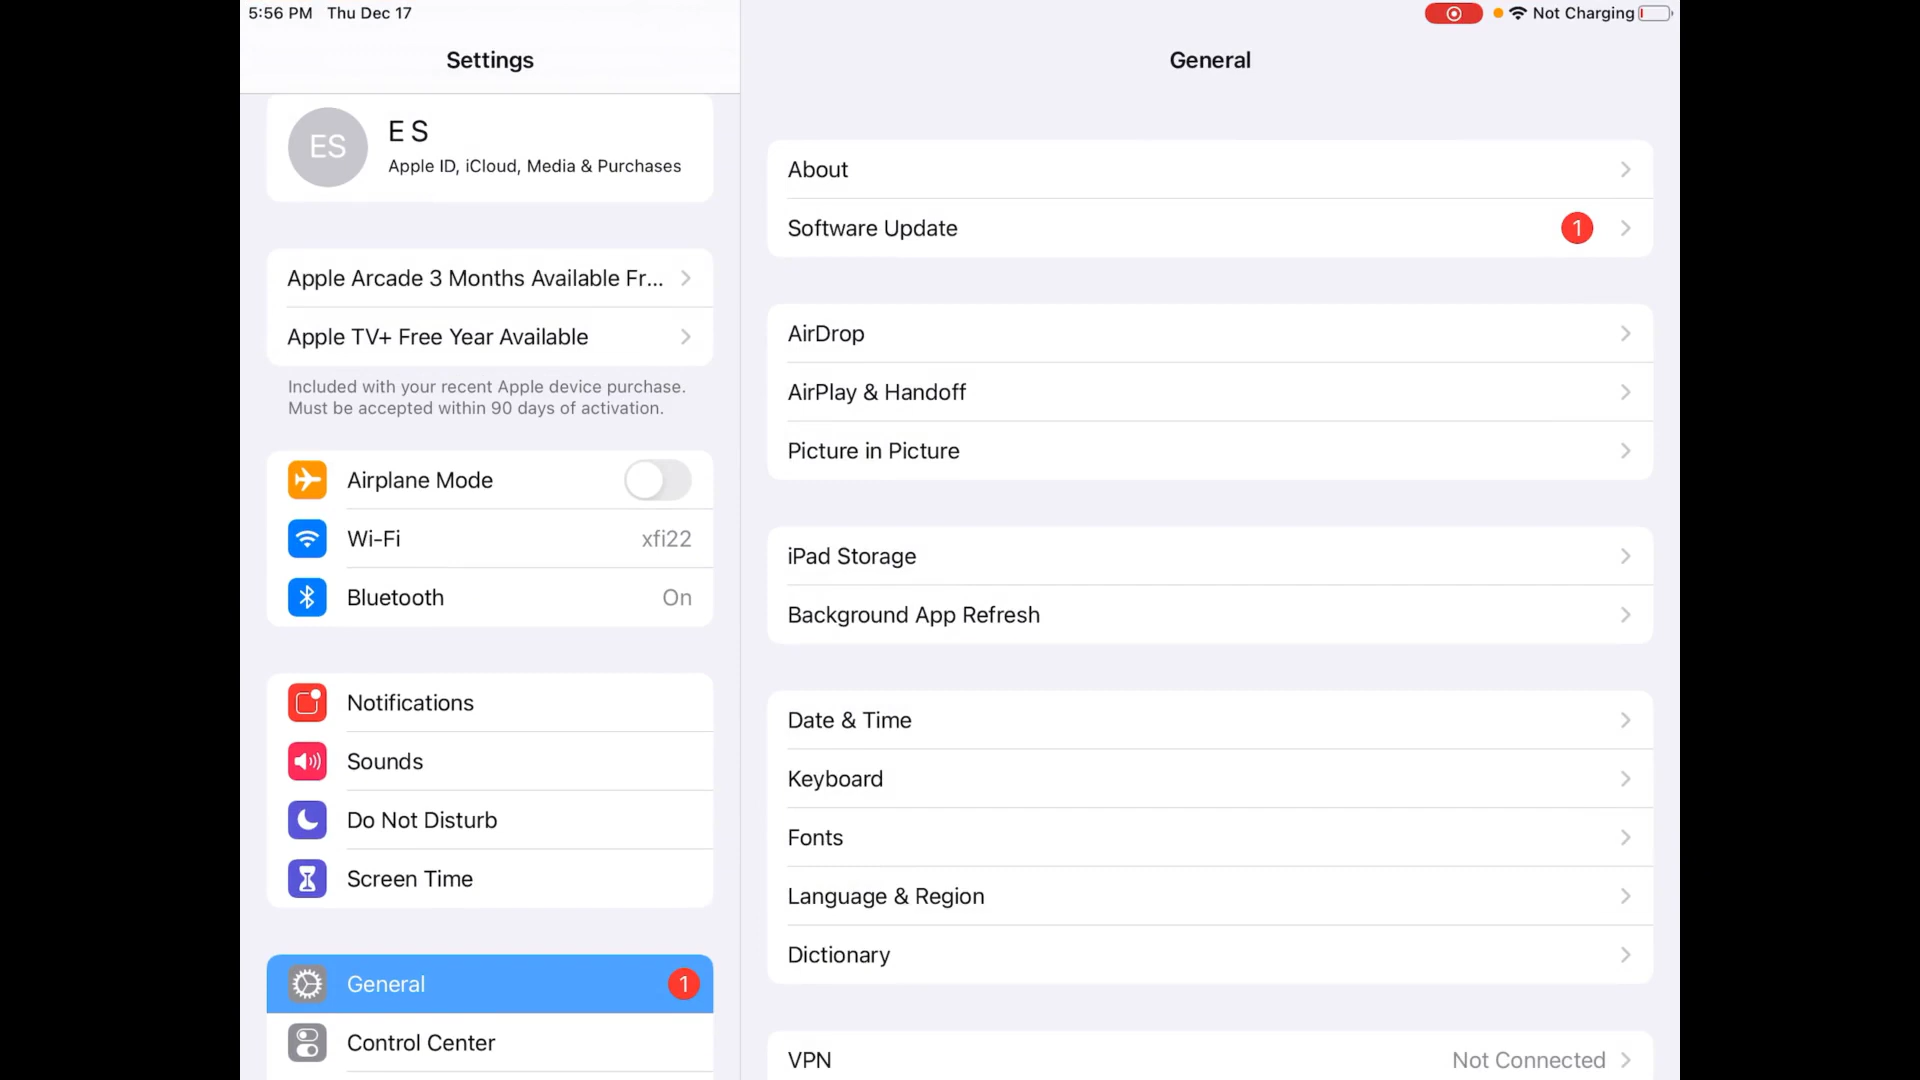 5:56 PM Thu Dec 17
Not Charging
Settings
ES
E S
Apple ID, iCloud, Media & Purchases
Apple Arcade 3 Months Available Fr...
Apple TV+ Free Year Available
Included with your recent Apple device purchase.
Must be accepted within 90 days of activation.
Airplane Mode
Wi-Fi xfi22
Bluetooth On
Notifications
Sounds
Do Not Disturb
Screen Time
General 1
Control Center
General
About
Software Update 1
AirDrop
AirPlay & Handoff
Picture in Picture
iPad Storage
Background App Refresh
Date & Time
Keyboard
Fonts
Language & Region
Dictionary
VPN Not Connected